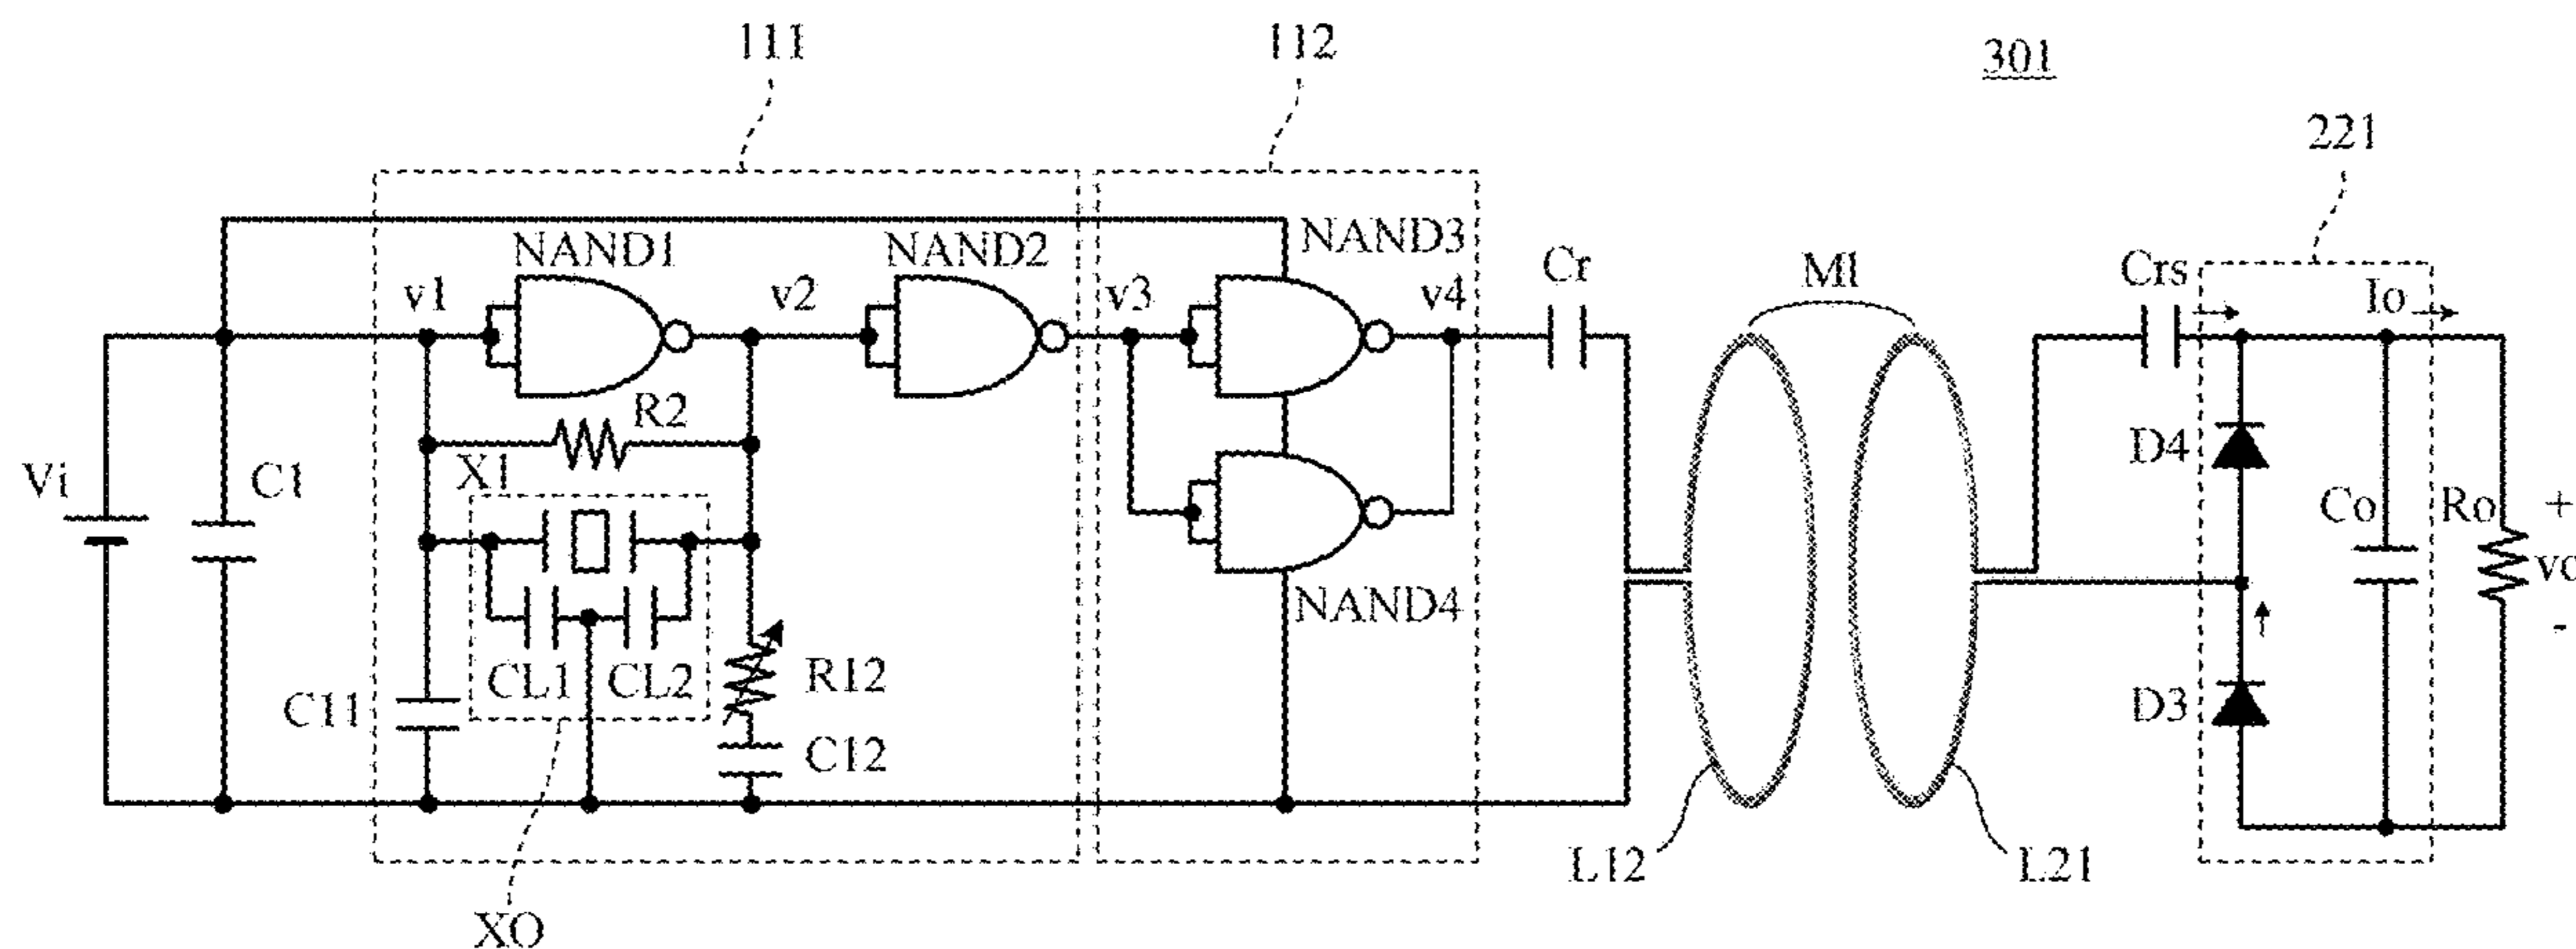 111
112
301
221
NAND1
NAND2
NAND3
Cr
MI
Crs
Io
v1
v2
v3
v4
R2
X1
D4
Vi
C1
Co
Ro
+
vo
-
NAND4
CL1
CL2
R12
C11
C12
D3
L12
L21
XO